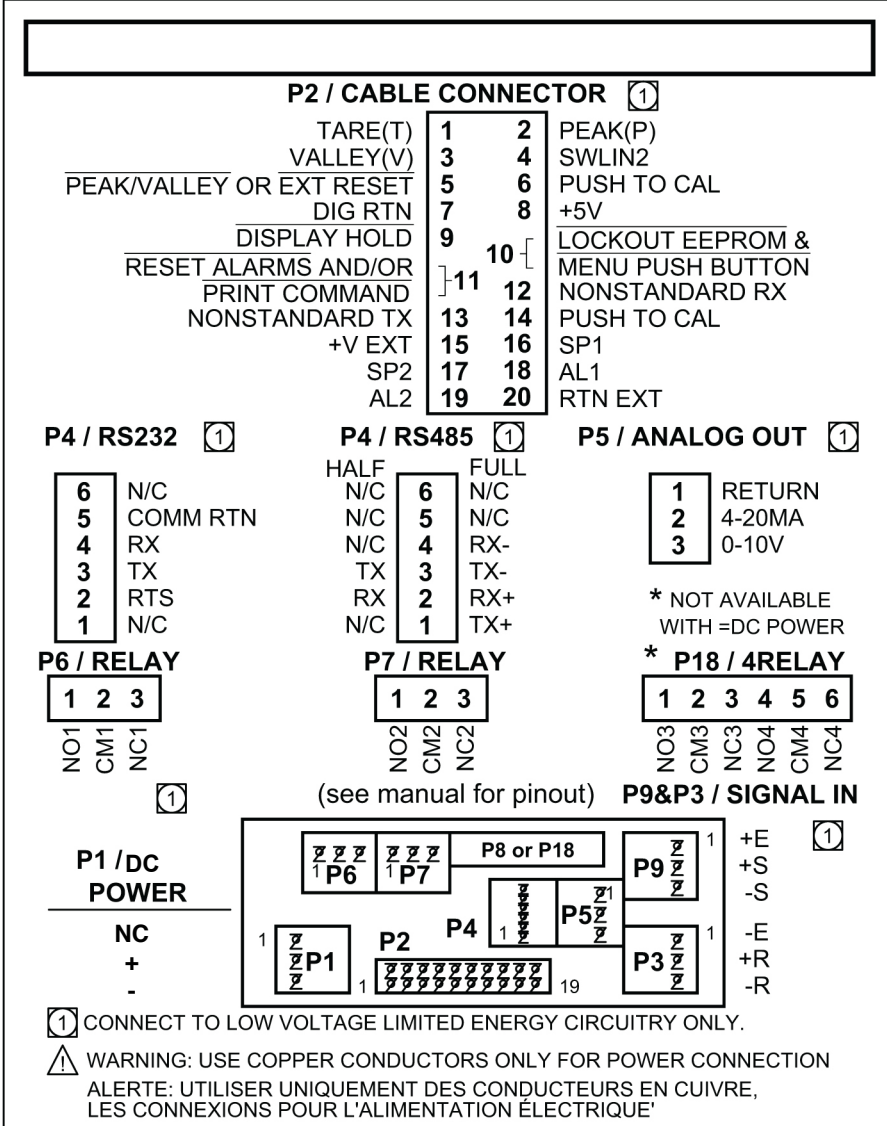 P2 / CABLE CONNECTOR 1
TARE(T) 1 2 PEAK(P)
VALLEY(V) 3 4 SWLIN2
PEAK/VALLEY OR EXT RESET 5 6 PUSH TO CAL
DIG RTN 7 8 +5V
DISPLAY HOLD 9 10 LOCKOUT EEPROM &
MENU PUSH BUTTON
RESET ALARMS AND/OR 11
PRINT COMMAND 12 NONSTANDARD RX
NONSTANDARD TX 13 14 PUSH TO CAL
+V EXT 15 16 SP1
SP2 17 18 AL1
AL2 19 20 RTN EXT
P4 / RS232 1
6 N/C
5 COMM RTN
4 RX
3 TX
2 RTS
1 N/C
P4 / RS485 1
HALF FULL
N/C 6 N/C
N/C 5 N/C
N/C 4 RX-
TX 3 TX-
RX 2 RX+
N/C 1 TX+
P5 / ANALOG OUT 1
1 RETURN
2 4-20MA
3 0-10V
* NOT AVAILABLE
WITH =DC POWER
P6 / RELAY
1 2 3
NO1 CM1 NC1
P7 / RELAY
1 2 3
NO2 CM2 NC2
* P18 / 4RELAY
1 2 3 4 5 6
NO3 CM3 NC3 NO4 CM4 NC4
1
(see manual for pinout)
P9&P3 / SIGNAL IN
P1 / DC
POWER
NC
+
-
1 P6
1 P7
P8 or P18
P9 1
P4 1
P5 1
1 P1
P2
1 19
P3 1
+E 1
+S
-S
-E
+R
-R
1 CONNECT TO LOW VOLTAGE LIMITED ENERGY CIRCUITRY ONLY.
! WARNING: USE COPPER CONDUCTORS ONLY FOR POWER CONNECTION
ALERTE: UTILISER UNIQUEMENT DES CONDUCTEURS EN CUIVRE,
LES CONNEXIONS POUR L'ALIMENTATION ÉLECTRIQUE'